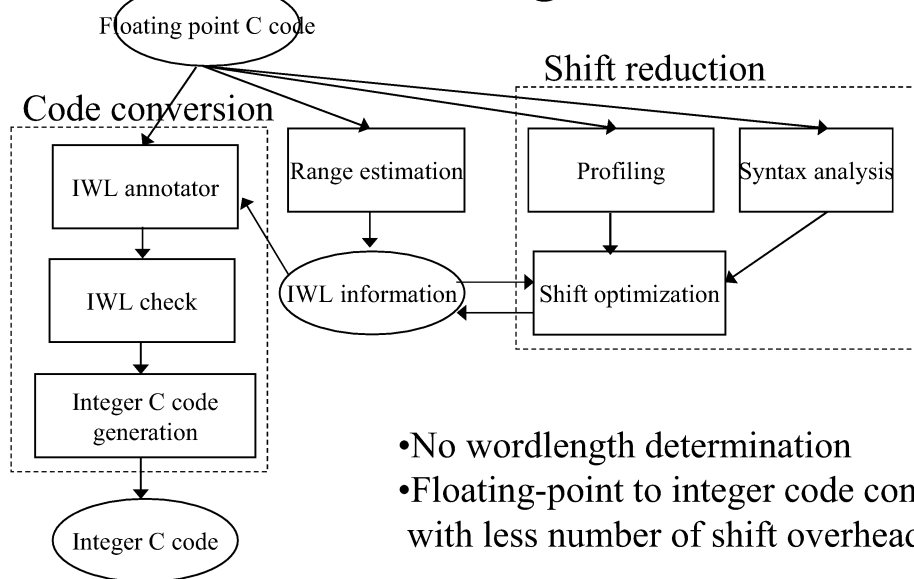 Floating point C code
Shift reduction
Code conversion
IWL annotator
Range estimation
Profiling
Syntax analysis
IWL check
IWL information
Shift optimization
Integer C code
generation
•No wordlength determination
•Floating-point to integer code
with less number of shift overhead
Integer C code